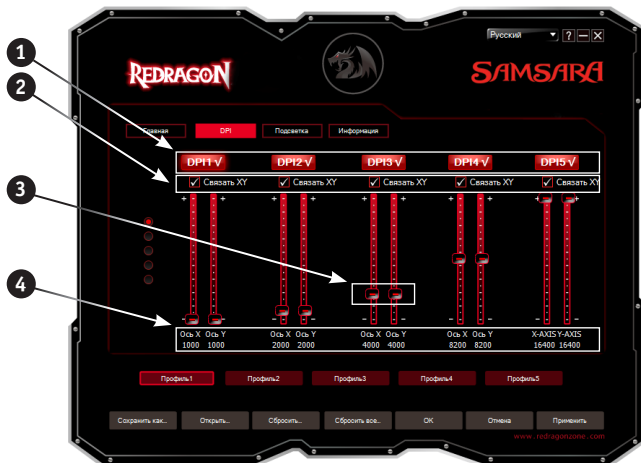 Русский
?
REDRAGON
SAMSARA
1
2
3
4
Главная DPI Подсветка Информация
DPI1√ DPI2√ DPI3√ DPI4√ DPI5√
Связать XY Связать XY Связать XY Связать XY Связать XY
+ + + + + + + + + +
- - - - - - - - - -
Ось X Ось Y Ось X Ось Y Ось X Ось Y Ось X Ось Y X-AXIS Y-AXIS
1000 1000 2000 2000 4000 4000 8200 8200 16400 16400
Профиль1 Профиль2 Профиль3 Профиль4 Профиль5
Сохранить как... Открыть... Сбросить... Сбросить все... OK Отмена Применить
www.redragonzone.com